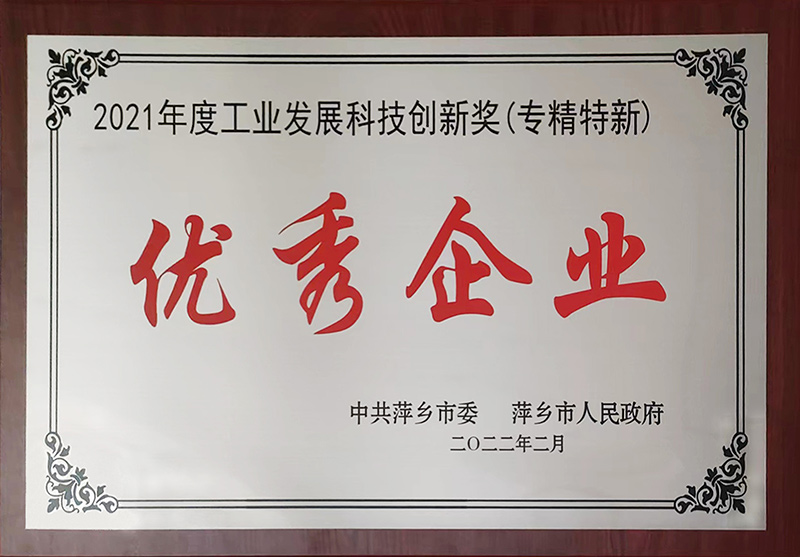 2021年度工业发展科技创新奖(专精特新)
优秀企业
中共萍乡市委 萍乡市人民政府
二〇二二年二月